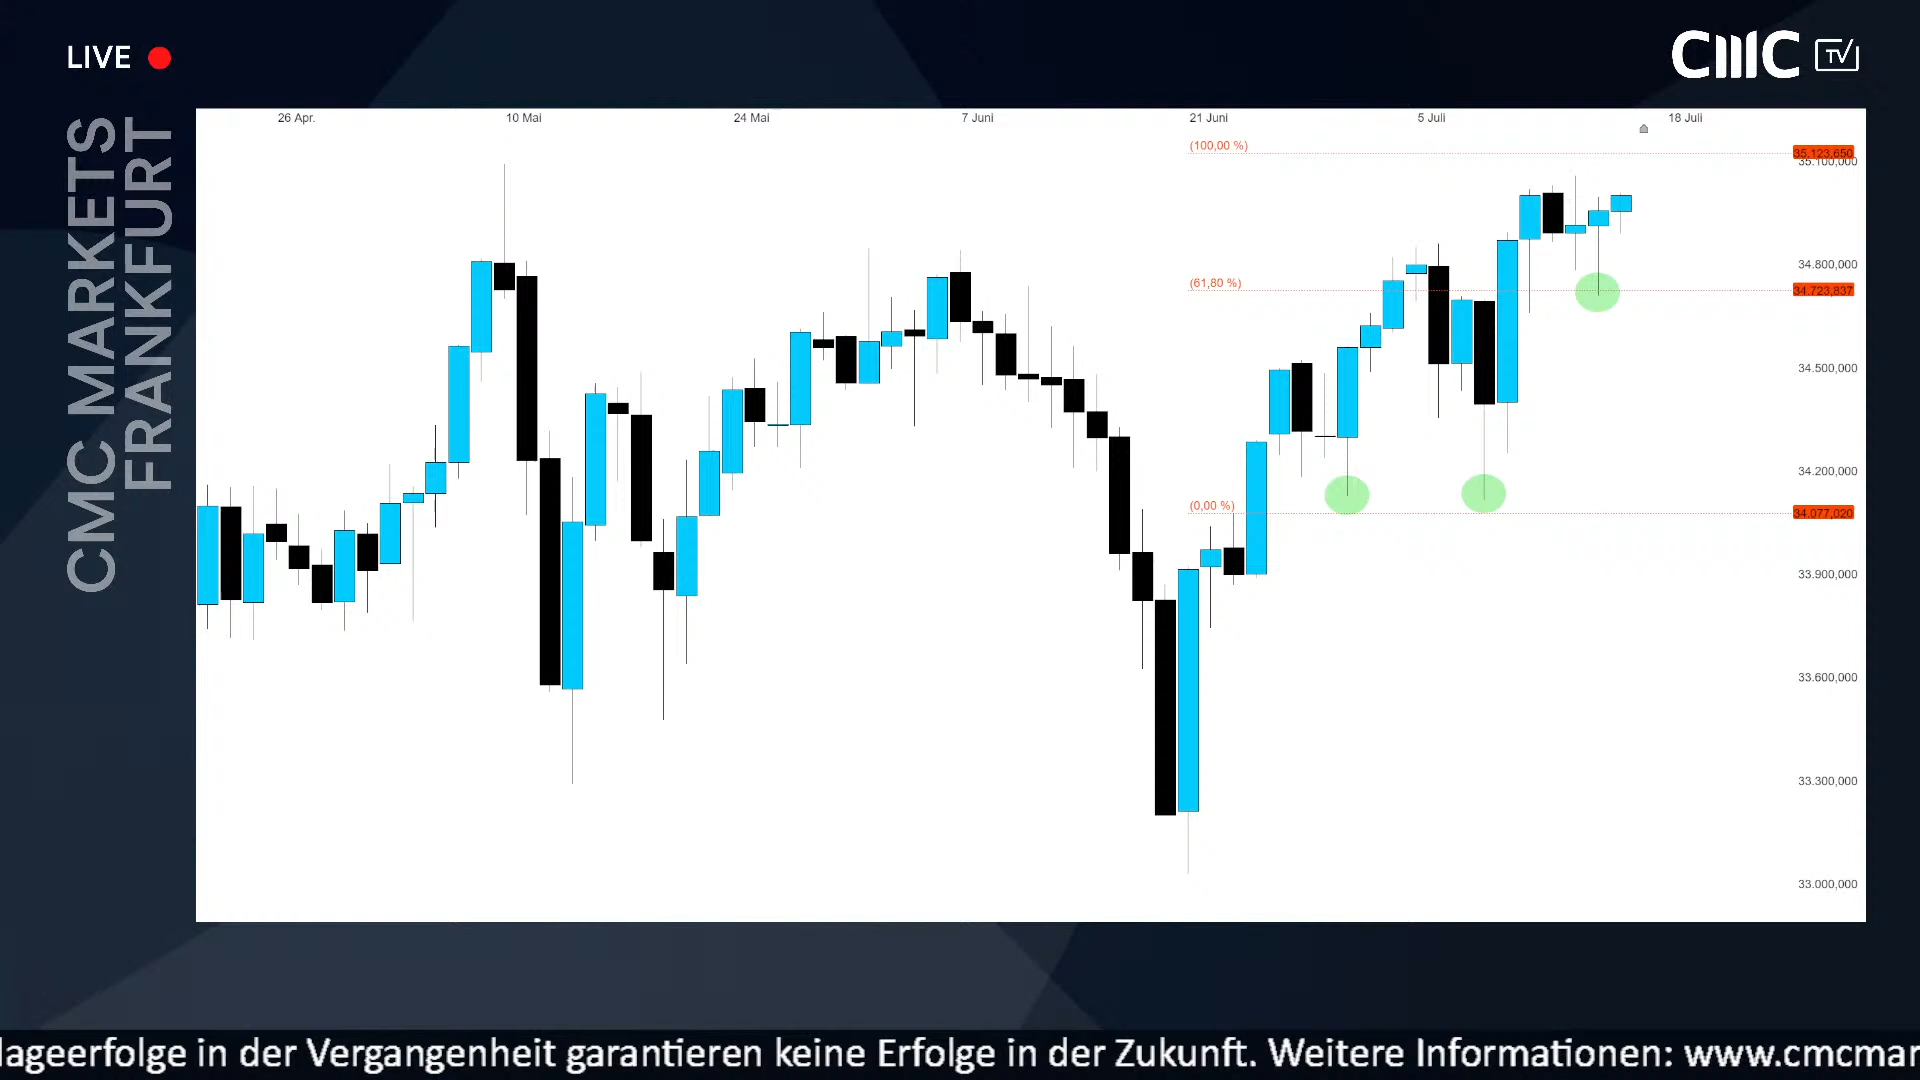 LIVE
CMC TV
CMC MARKETS
FRANKFURT
26 Apr.
10 Mai
24 Mai
7 Juni
21 Juni
5 Juli
18 Juli
(100,00 %)
35.123,650
35.100,000
34.800,000
(61,80 %)
34.723,837
34.500,000
34.200,000
(0,00 %)
34.077,020
33.900,000
33.600,000
33.300,000
33.000,000
lageerfolge in der Vergangenheit garantieren keine Erfolge in der Zukunft. Weitere Informationen: www.cmcmar